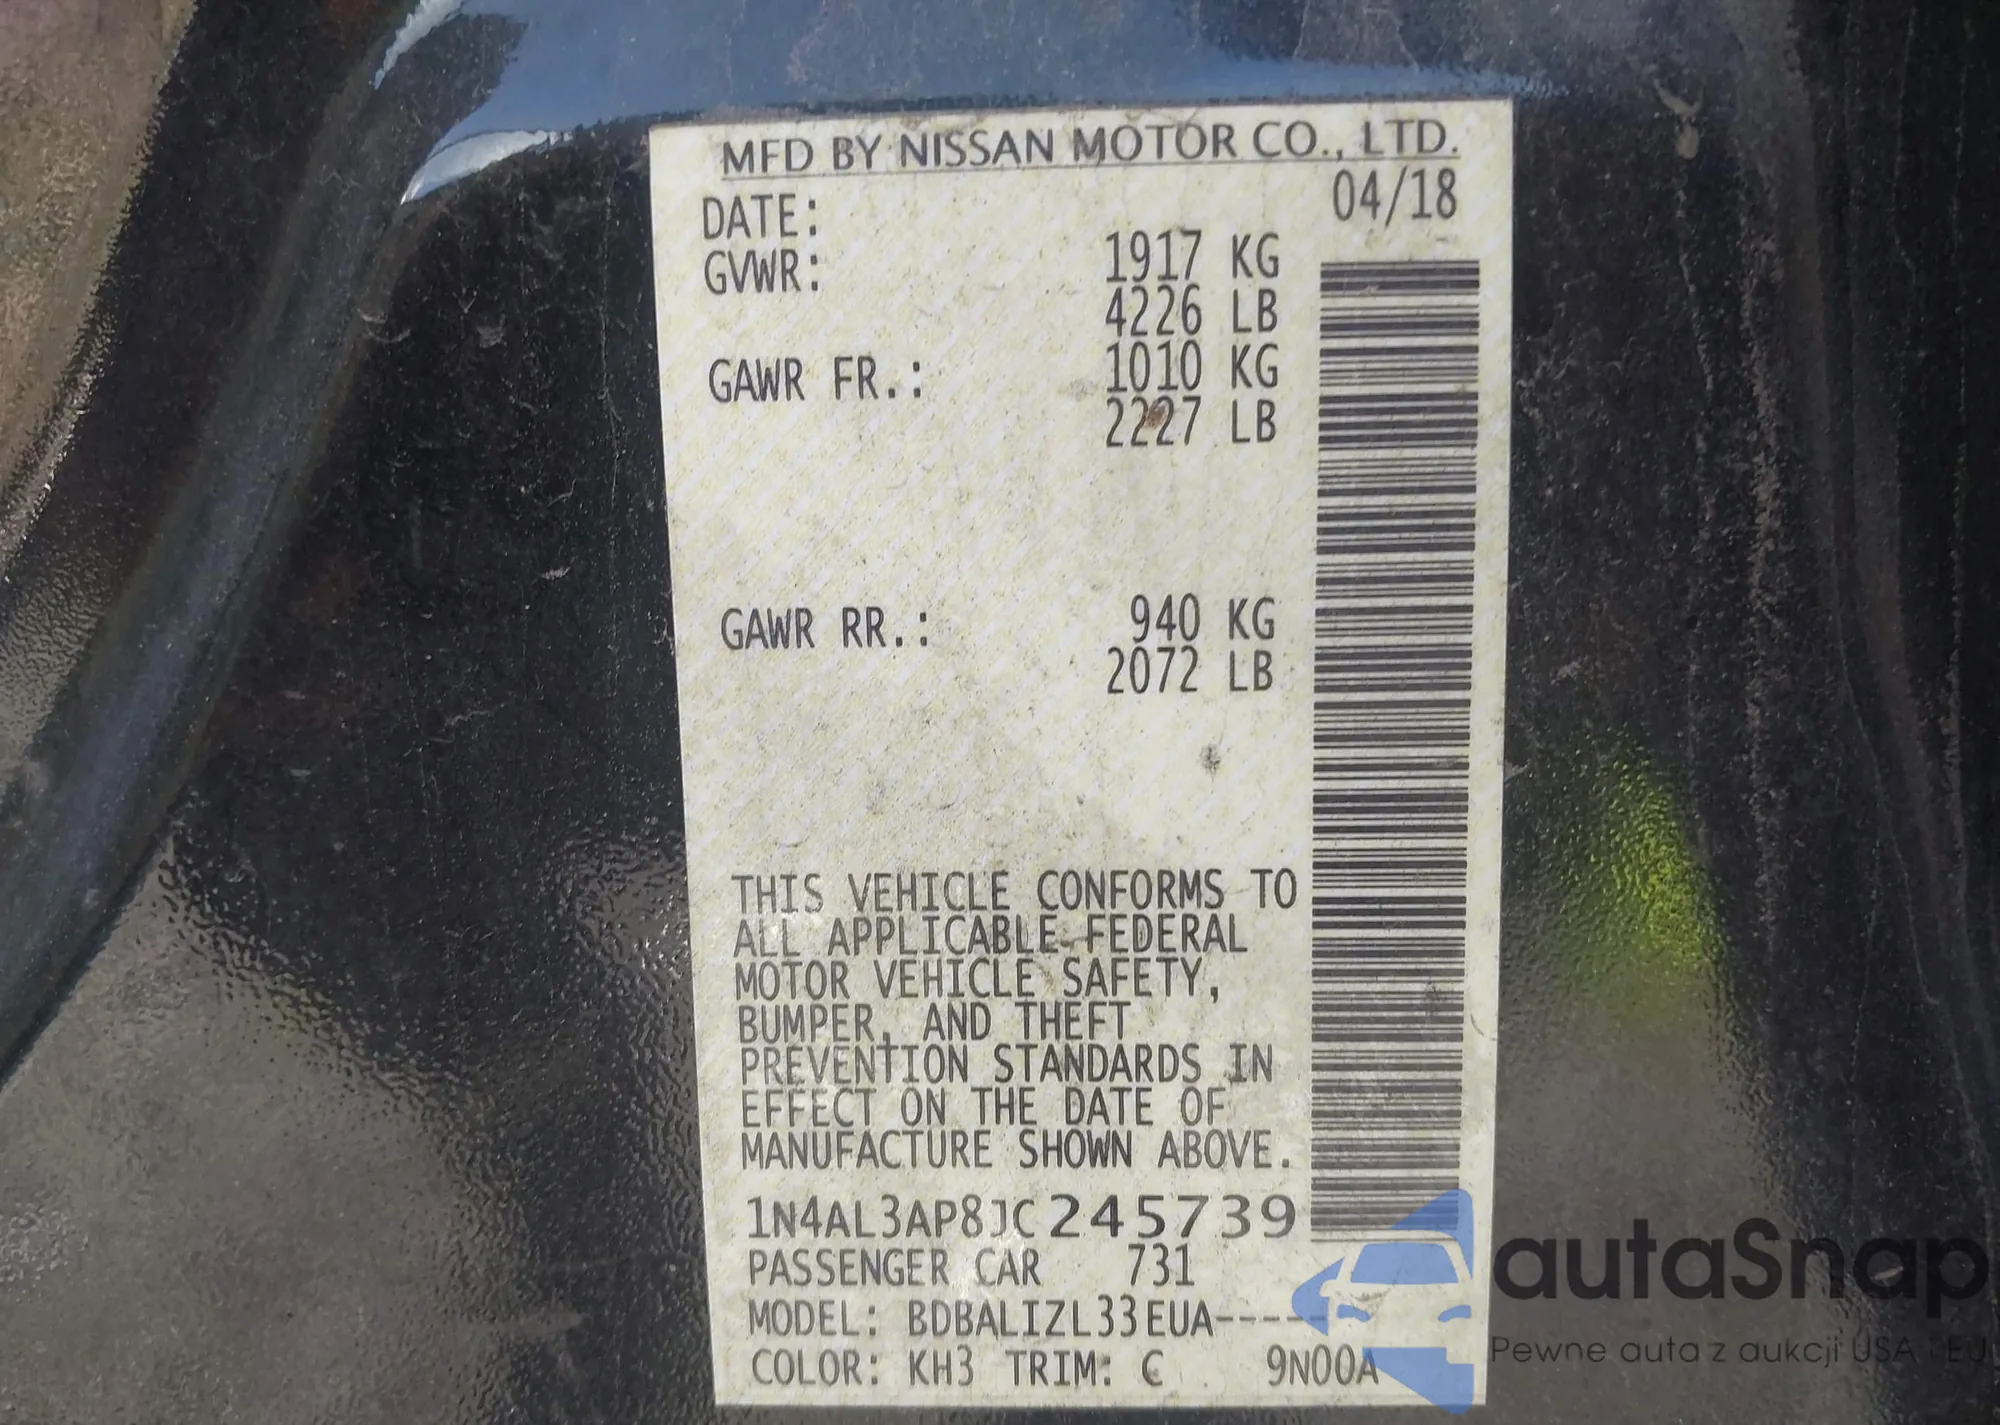 MFD BY NISSAN MOTOR CO., LTD.
DATE: 04/18
GVWR: 1917 KG
4226 LB
GAWR FR.: 1010 KG
2227 LB
GAWR RR.: 940 KG
2072 LB
THIS VEHICLE CONFORMS TO
ALL APPLICABLE FEDERAL
MOTOR VEHICLE SAFETY,
BUMPER, AND THEFT
PREVENTION STANDARDS IN
EFFECT ON THE DATE OF
MANUFACTURE SHOWN ABOVE.
1N4AL3AP8JC245739
PASSENGER CAR 731
MODEL: BDBALIZL33EUA-----
COLOR: KH3 TRIM: C 9N00A
autaSnap
Pewne auta z aukcji USA i EU